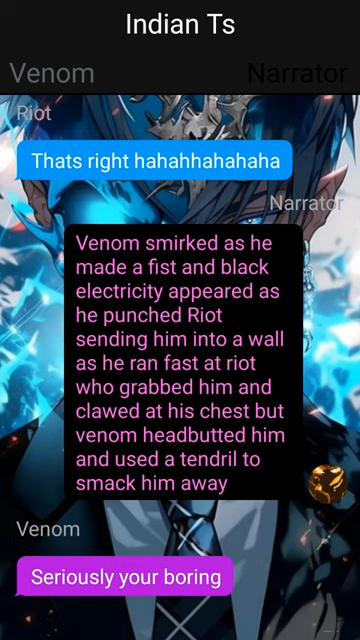 Indian Ts
Venom Narrator
Riot
Thats right hahahhahahaha
Narrator
Venom smirked as he
made a fist and black
electricity appeared as
he punched Riot
sending him into a wall
as he ran fast at riot
who grabbed him and
clawed at his chest but
venom headbutted him
and used a tendril to
smack him away
Venom
Seriously your boring